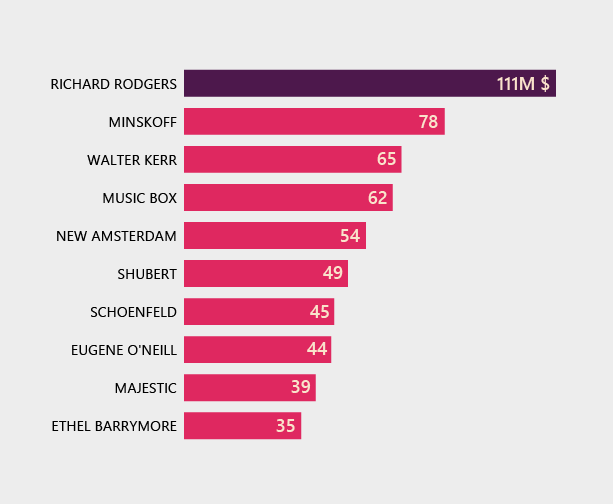 RICHARD RODGERS 111M $
MINSKOFF 78
WALTER KERR 65
MUSIC BOX 62
NEW AMSTERDAM 54
SHUBERT 49
SCHOENFELD 45
EUGENE O'NEILL 44
MAJESTIC 39
ETHEL BARRYMORE 35